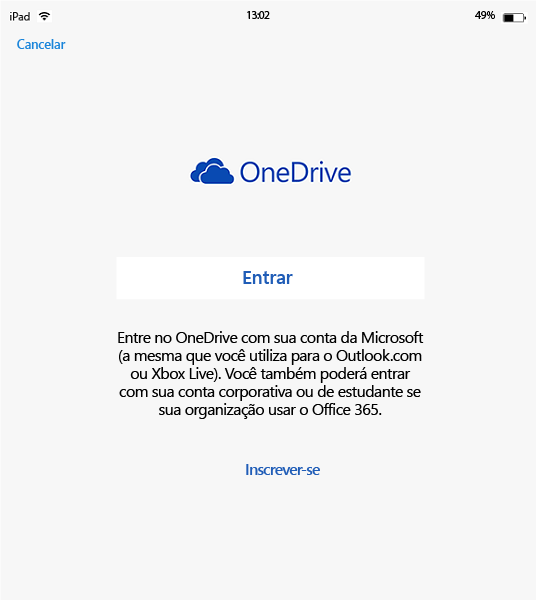 iPad 13:02 49%
Cancelar
OneDrive
Entrar
Entre no OneDrive com sua conta da Microsoft
(a mesma que você utiliza para o Outlook.com
ou Xbox Live). Você também poderá entrar
com sua conta corporativa ou de estudante se
sua organização usar o Office 365.
Inscrever-se